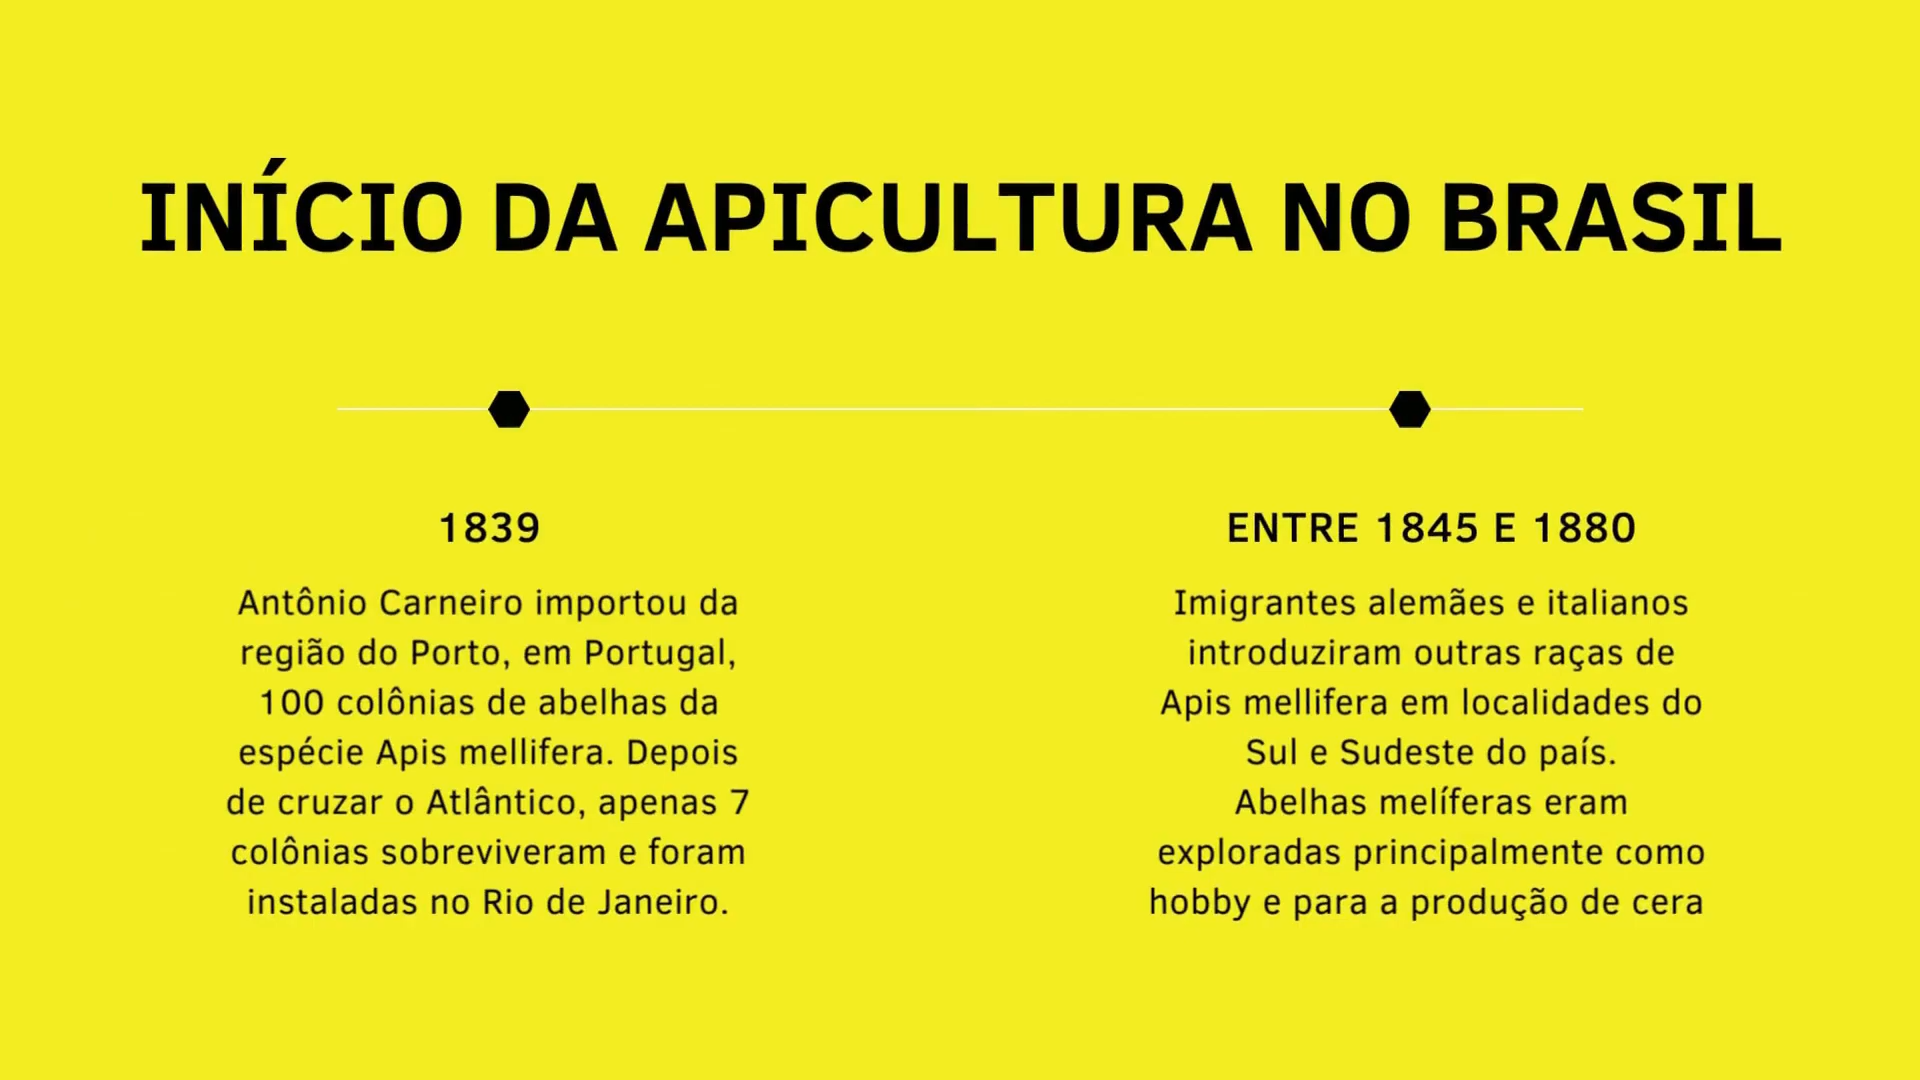 INÍCIO DA APICULTURA NO BRASIL
1839
Antônio Carneiro importou da
região do Porto, em Portugal,
100 colônias de abelhas da
espécie Apis mellifera. Depois
de cruzar o Atlântico, apenas 7
colônias sobreviveram e foram
instaladas no Rio de Janeiro.
ENTRE 1845 E 1880
Imigrantes alemães e italianos
introduziram outras raças de
Apis mellifera em localidades do
Sul e Sudeste do país.
Abelhas melíferas eram
exploradas principalmente como
hobby e para a produção de cera